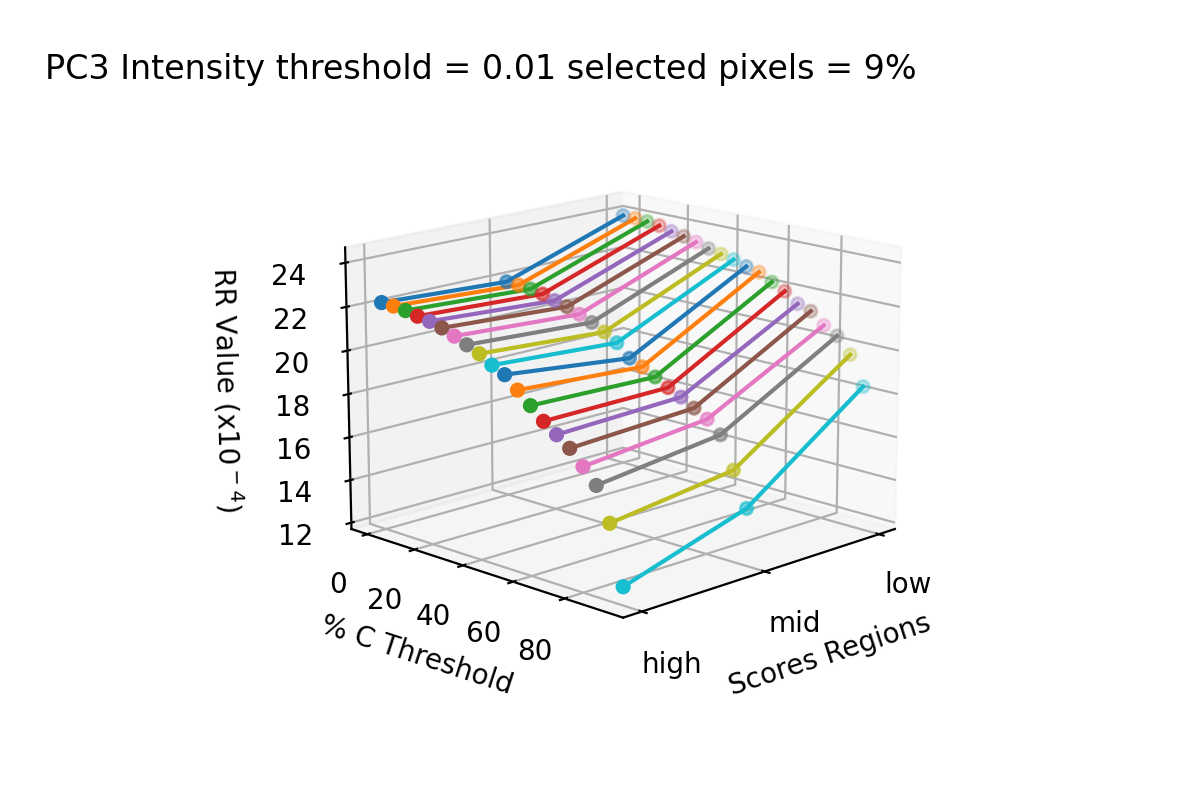 PC3 Intensity threshold = 0.01 selected pixels = 9%
24
22
20
18
16
14
12
RR Value (x10⁻⁴)
0
20
40
60
80
% C Threshold
high
mid
low
Scores Regions